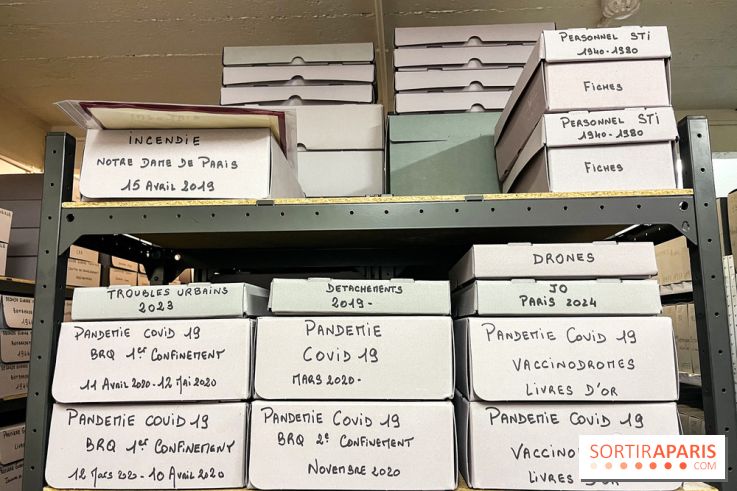 PERSONNEL STI
1940-1980
FICHES
PERSONNEL STI
1940-1980
FICHES
INCENDIE
NOTRE DAME DE PARIS
15 AVRIL 2019
DRONES
TROUBLES URBAINS
2023
DETACHEMENTS
2019-
JO
PARIS 2024
PANDEMIE COVID 19
BRQ 1er CONFINEMENT
11 AVRIL 2020-12 MAI 2020
PANDEMIE
COVID 19
MARS 2020-
PANDEMIE COVID 19
VACCINODROMES
LIVRES D'OR
PANDEMIE COVID 19
BRQ 1er CONFINEMENT
12 MARS 2020-10 AVRIL 2020
PANDEMIE COVID 19
BRQ 2e CONFINEMENT
NOVEMBRE 2020
PANDEMIE COVID 19
LIVRES D'OR
SORTIRAPARIS
.COM